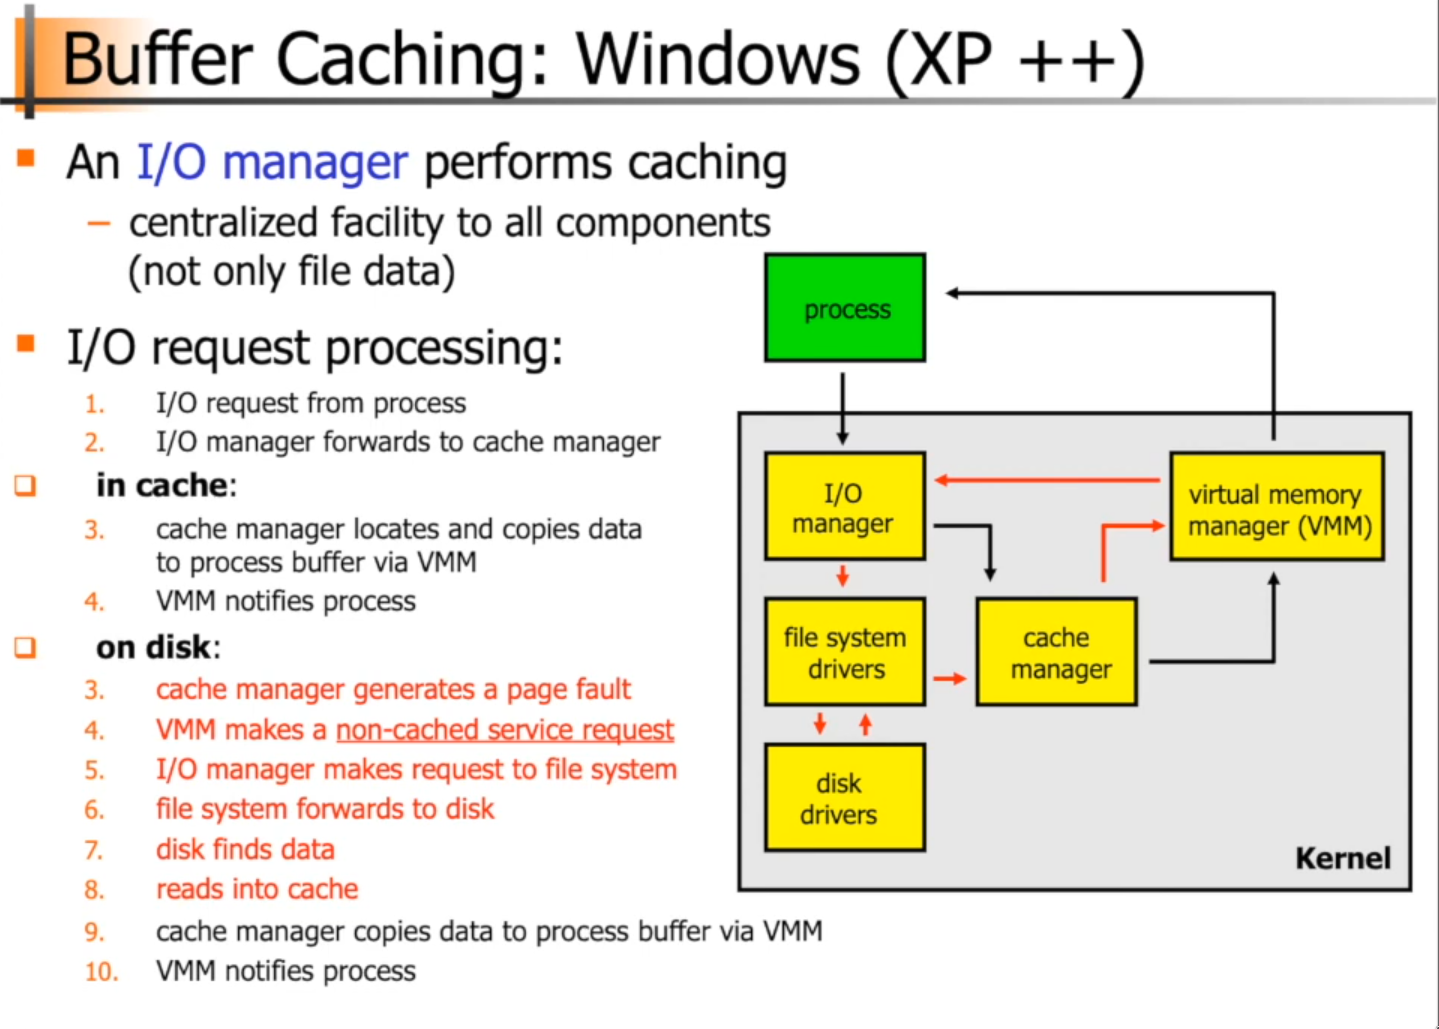 Buffer Caching: Windows (XP ++)
An I/O manager performs caching
– centralized facility to all components
(not only file data)
I/O request processing:
1. I/O request from process
2. I/O manager forwards to cache manager
in cache:
3. cache manager locates and copies data
to process buffer via VMM
4. VMM notifies process
on disk:
3. cache manager generates a page fault
4. VMM makes a non-cached service request
5. I/O manager makes request to file system
6. file system forwards to disk
7. disk finds data
8. reads into cache
9. cache manager copies data to process buffer via VMM
10. VMM notifies process
process
I/O
manager
virtual memory
manager (VMM)
file system
drivers
cache
manager
disk
drivers
Kernel